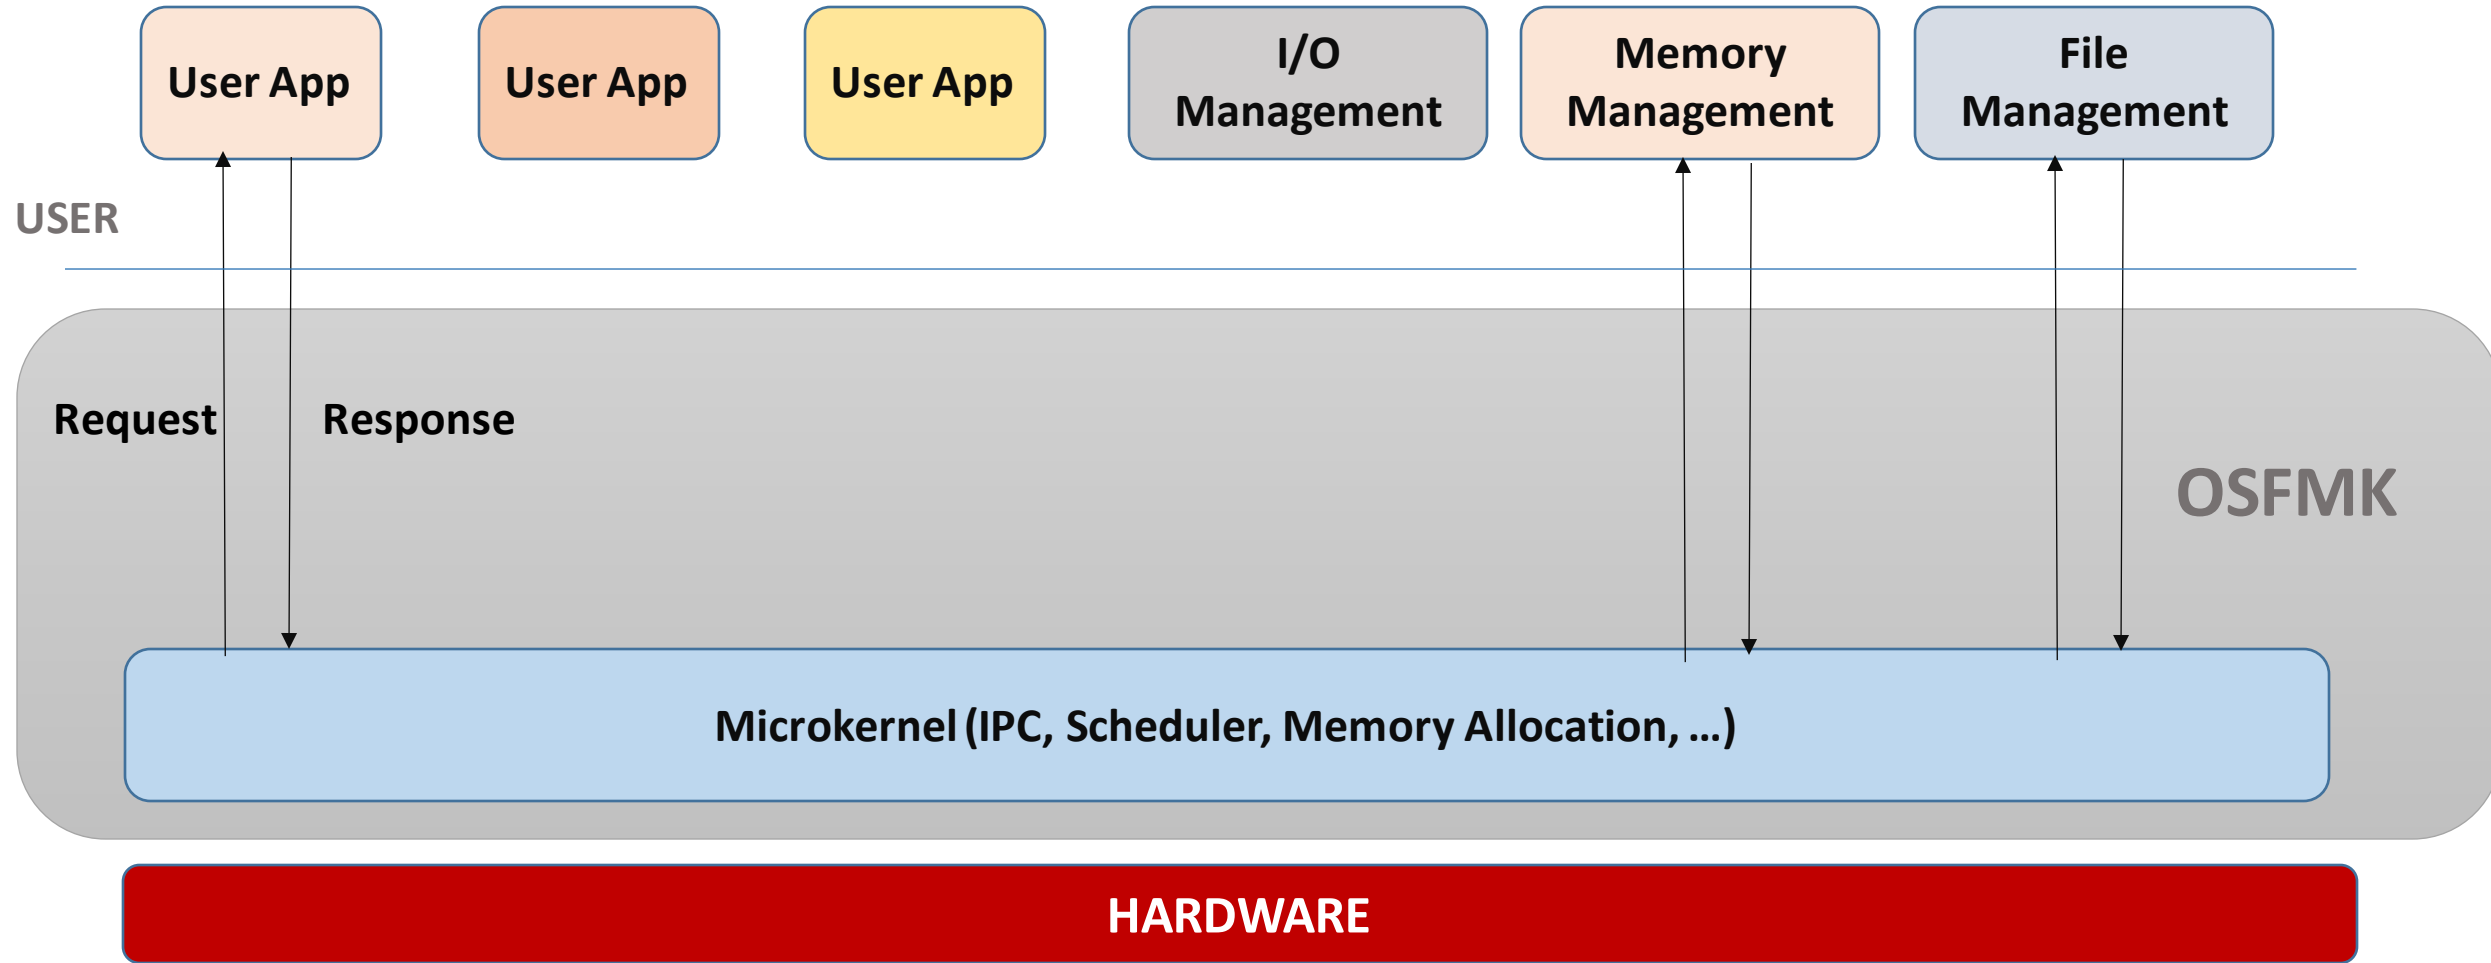 User App
User App
User App
I/O
Management
Memory
Management
File
Management
USER
Request
Response
OSFMK
Microkernel (IPC, Scheduler, Memory Allocation, ...)
HARDWARE